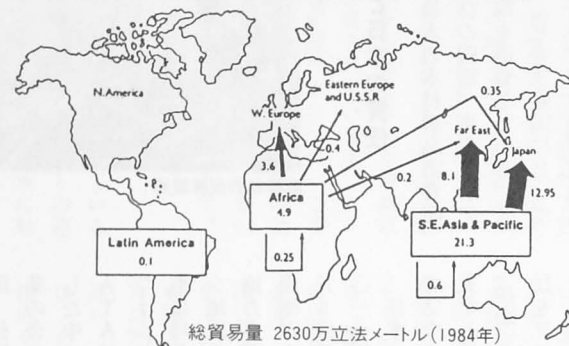 N.America
Eastern Europe
and U.S.S.R
W. Europe
0.35
Far East
Japan
0.4
3.6
0.2
8.1
12.95
Africa
4.9
S.E.Asia & Pacific
21.3
Latin America
0.1
0.25
0.6
総貿易量 2630万立法メートル(1984年)